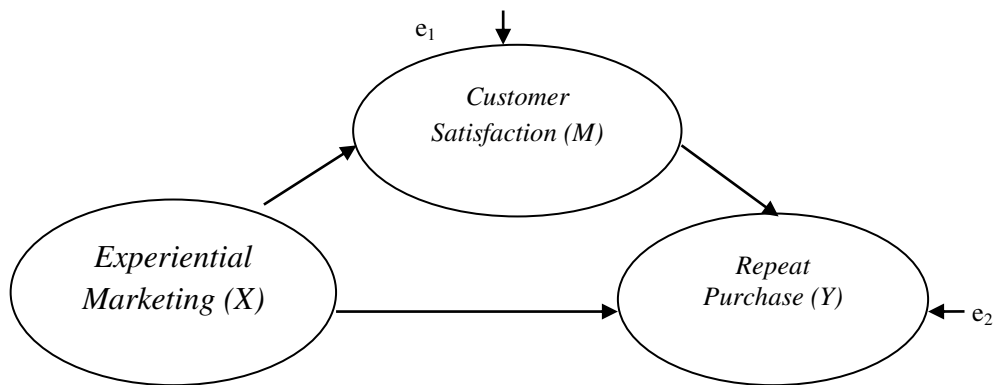 e₁
Customer
Satisfaction (M)
Experiential
Marketing (X)
Repeat
Purchase (Y)
e₂